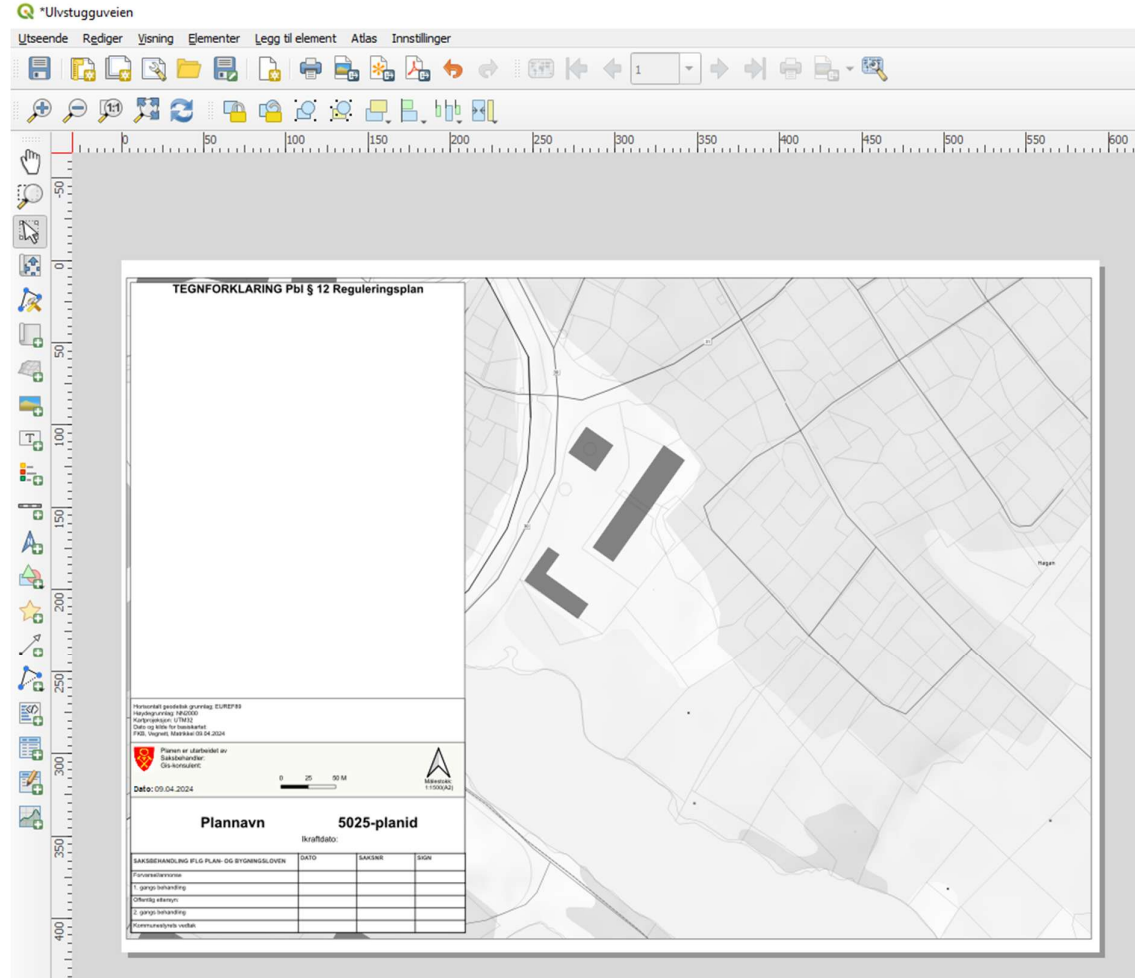 *Ulvstugguveien
Utseende Rediger Visning Elementer Legg til element Atlas Innstillinger
1
0 50 100 150 200 250 300 350 400 450 500 550 600
-50
0
50
100
150
200
250
300
350
400
TEGNFORKLARING Pbl § 12 Reguleringsplan
Hagan
Horisontalt geodetisk grunnlag: EUREF89
Høydegrunnlag: NN2000
Kartprojeksjon: UTM32
Dato og kilde for basiskartet:
FKB, Vegnett, Matrikkel 09.04.2024
Planen er utarbeidet av
Saksbehandler:
Gis-konsulent:
Dato: 09.04.2024
0 25 50 M
Målestokk:
1:1500(A2)
Plannavn 5025-planid
Ikraftdato:
SAKSBEHANDLING IFLG PLAN- OG BYGNINGSLOVEN DATO SAKSNR SIGN
1. gangs behandling
Offentlig ettersyn:
2. gangs behandling
Kommunestyrets vedtak